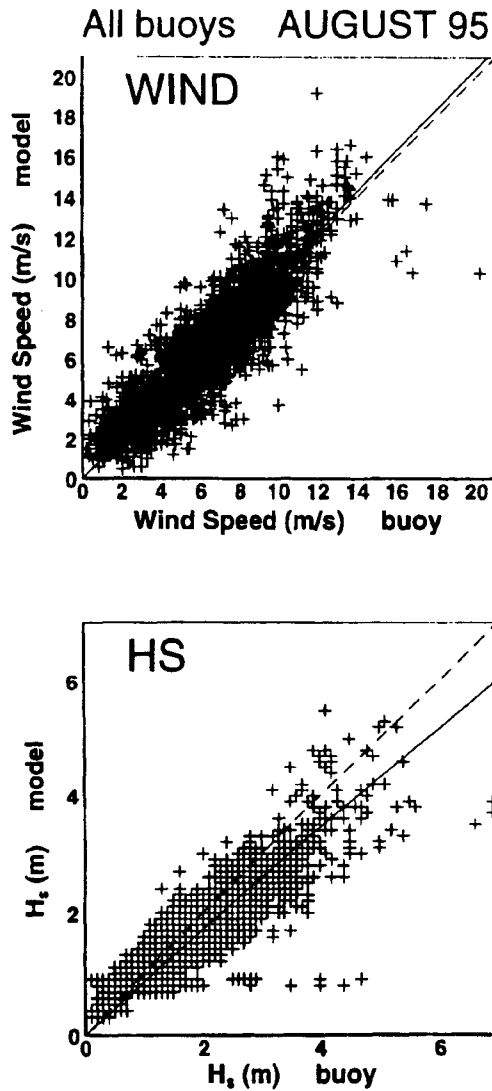 All buoys AUGUST 95
WIND
Wind Speed (m/s) model
20
18
16
14
12
10
8
6
4
2
0
0 2 4 6 8 10 12 14 16 18 20
Wind Speed (m/s) buoy
HS
H_s (m) model
6
4
2
0
0 2 4 6
H_s (m) buoy